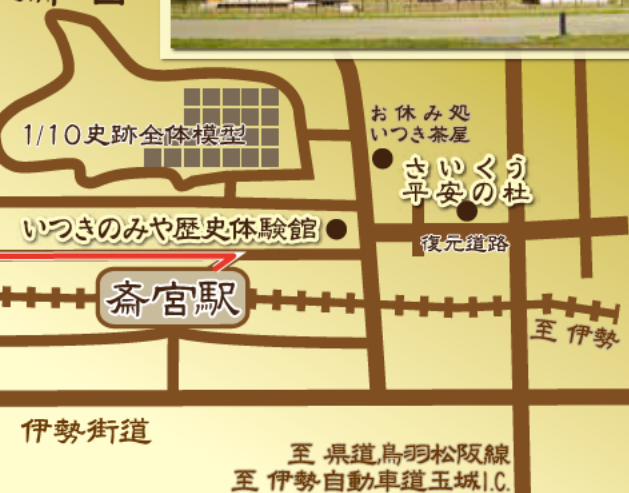 1/10史跡全体模型
お休み処
いつき茶屋
さいくう
平安の杜
いつきのみや歴史体験館
復元道路
斎宮駅
至 伊勢
伊勢街道
至 県道鳥羽松阪線
至 伊勢自動車道玉城I.C.